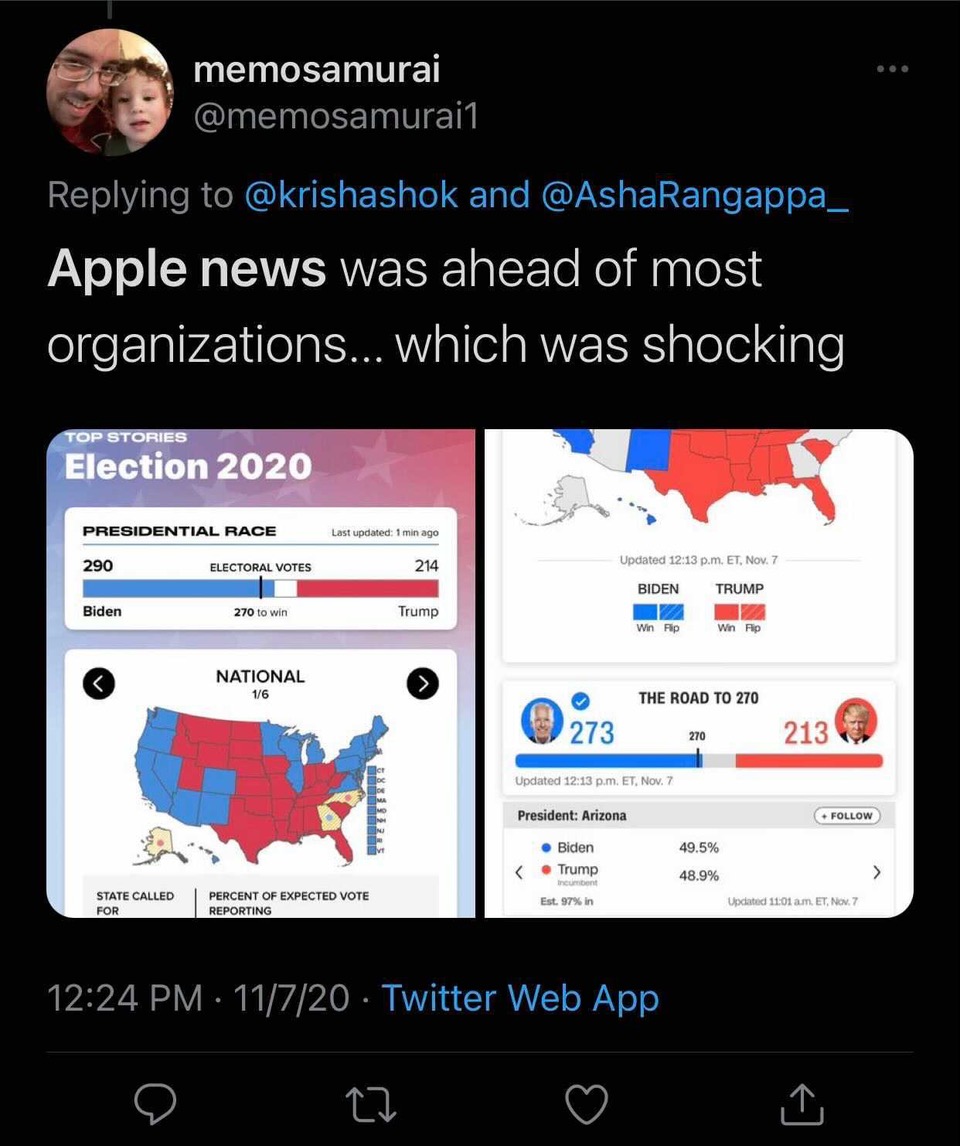 memosamurai
@memosamurai1
Replying to @krishashok and @AshaRangappa_
Apple news was ahead of most
organizations... which was shocking
TOP STORIES
Election 2020
PRESIDENTIAL RACE Last updated: 1 min ago
290 ELECTORAL VOTES 214
Biden 270 to win Trump
NATIONAL
1/6
CT
DC
DE
MA
MD
NH
NJ
RI
VT
STATE CALLED
FOR
PERCENT OF EXPECTED VOTE
REPORTING
Updated 12:13 p.m. ET, Nov. 7
BIDEN TRUMP
Win Flip Win Flip
THE ROAD TO 270
273 270 213
Updated 12:13 p.m. ET, Nov. 7
President: Arizona + FOLLOW
Biden 49.5%
Trump 48.9%
Incumbent
Est. 97% in Updated 11:01 a.m. ET, Nov. 7
12:24 PM · 11/7/20 · Twitter Web App